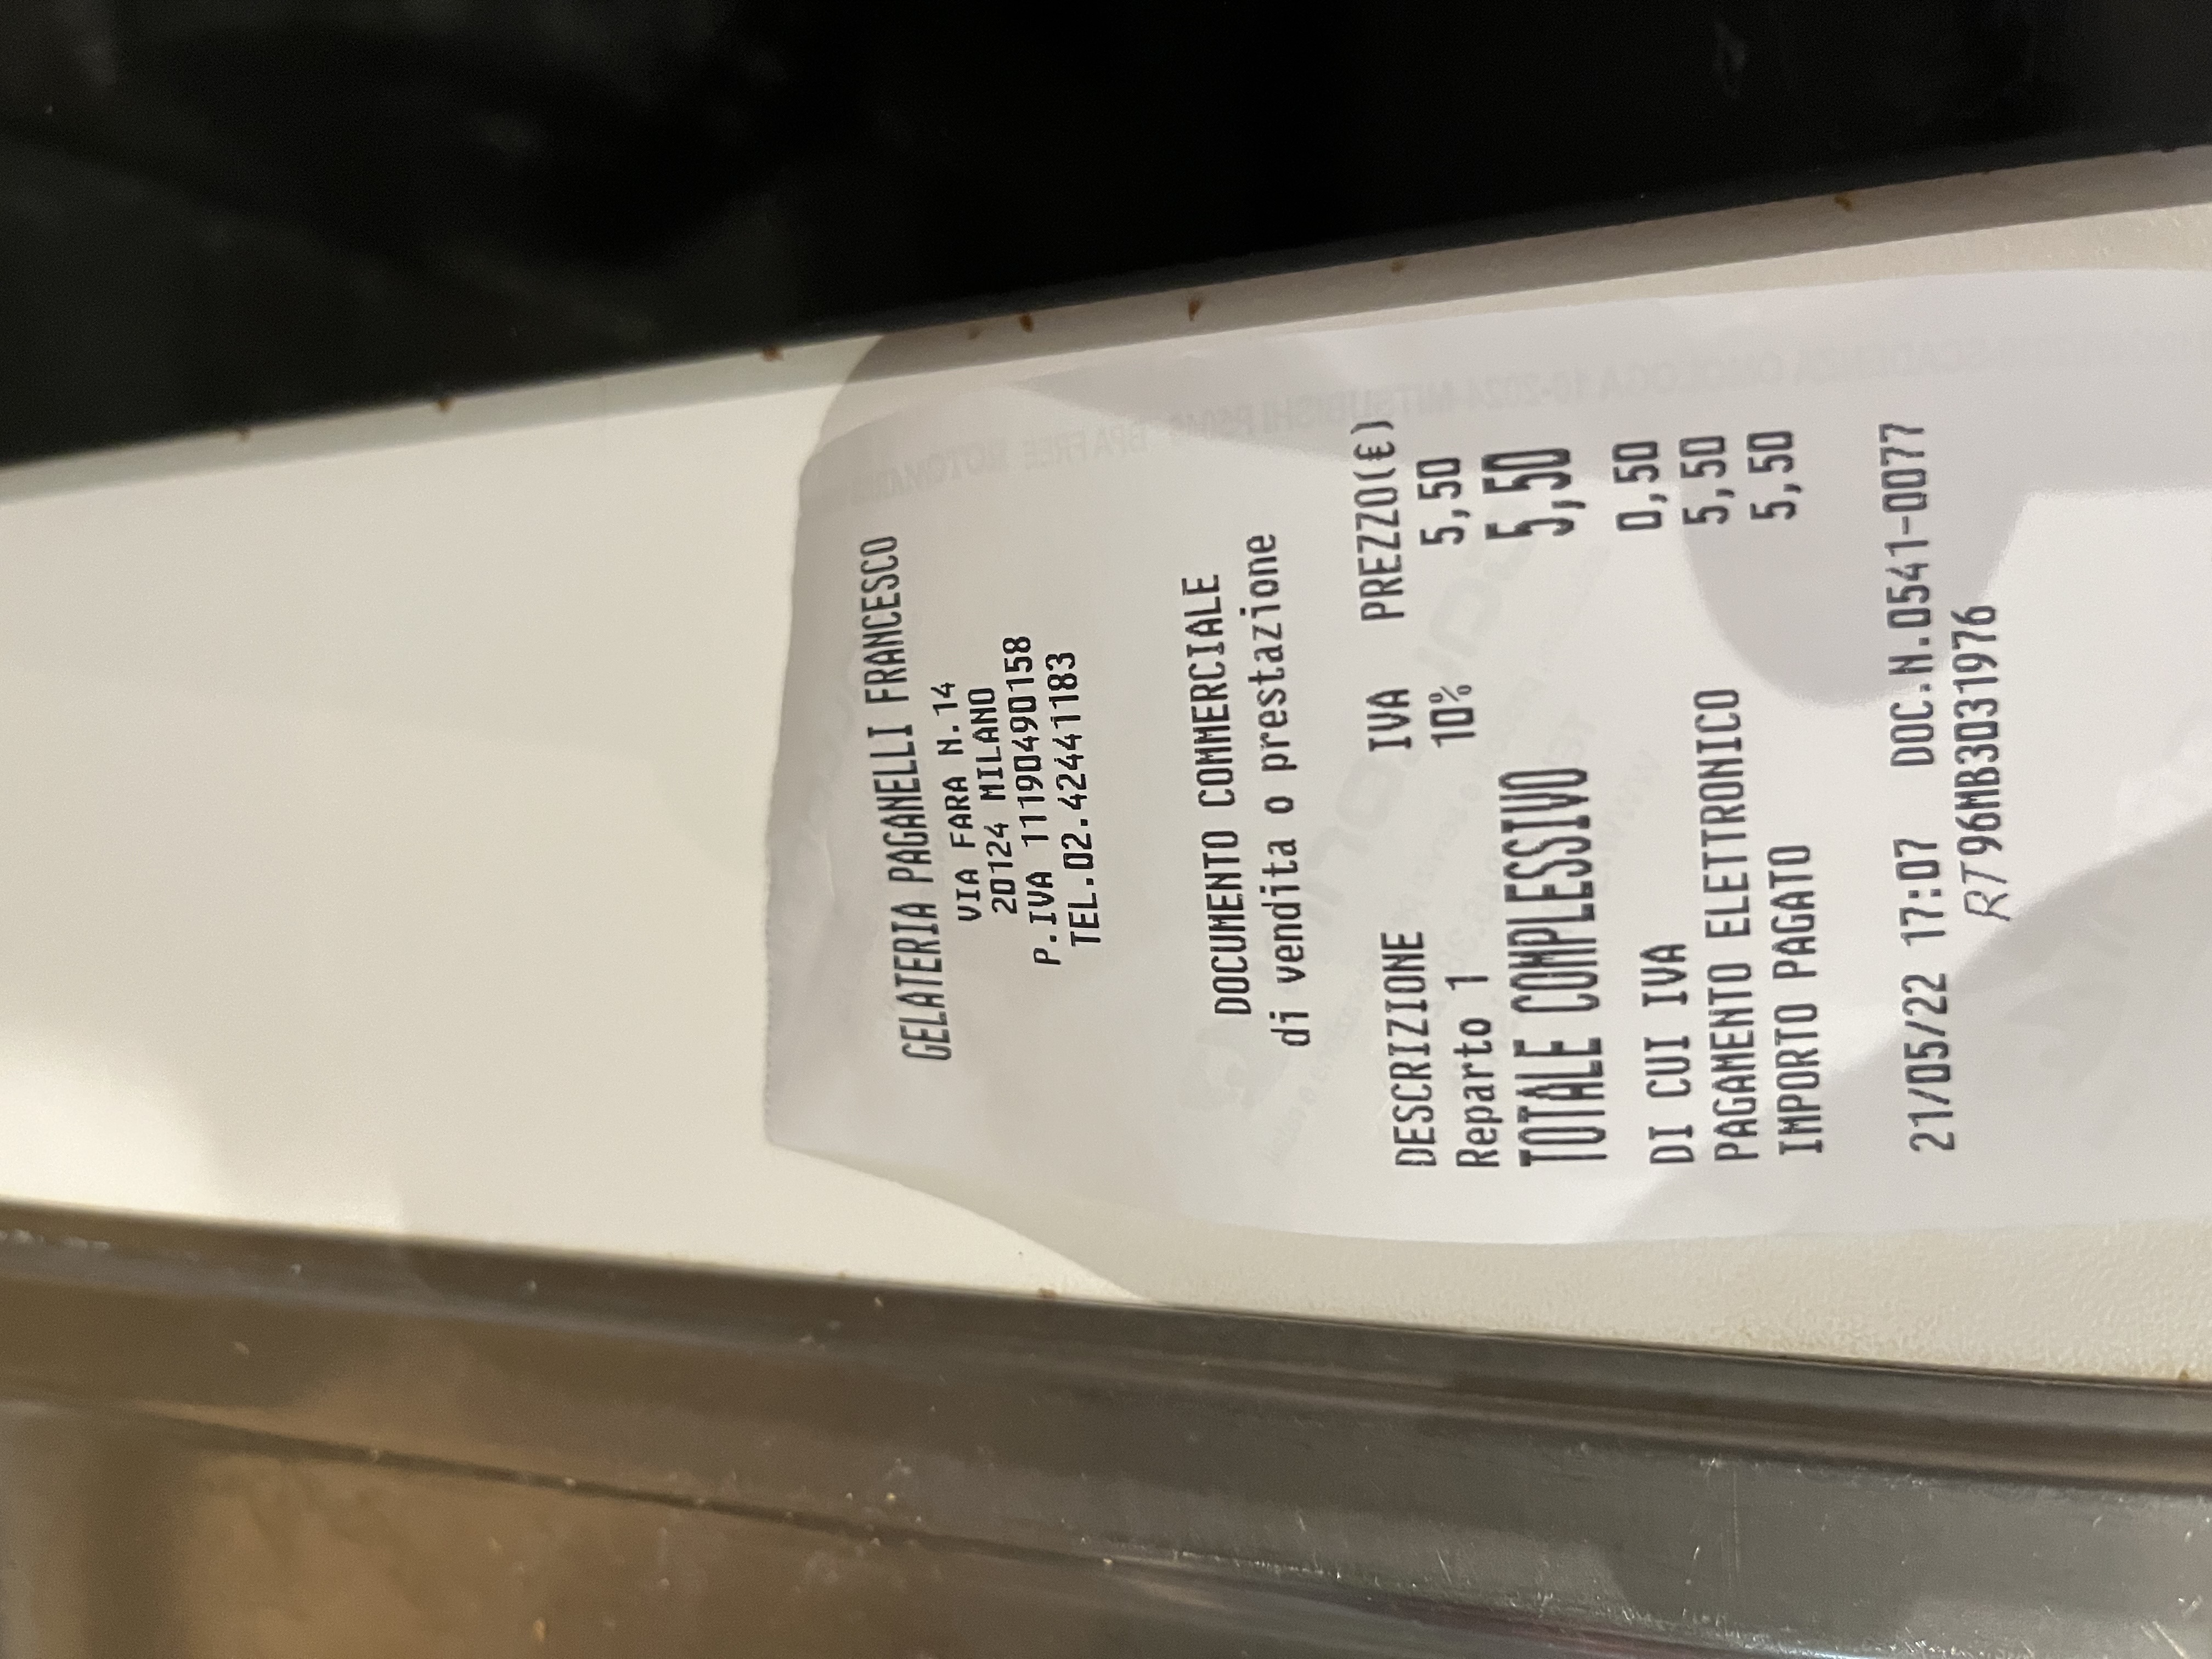 GELATERIA PAGANELLI FRANCESCO
VIA FARA N.14
20124 MILANO
P.IVA 11190490158
TEL.02.42441183
DOCUMENTO COMMERCIALE
di vendita o prestazione
DESCRIZIONE IVA PREZZO(€)
Reparto 1 10% 5,50
TOTALE COMPLESSIVO 5,50
DI CUI IVA 0,50
PAGAMENTO ELETTRONICO 5,50
IMPORTO PAGATO 5,50
21/05/22 17:07 DOC.N.0541-0077
RT96MB3031976